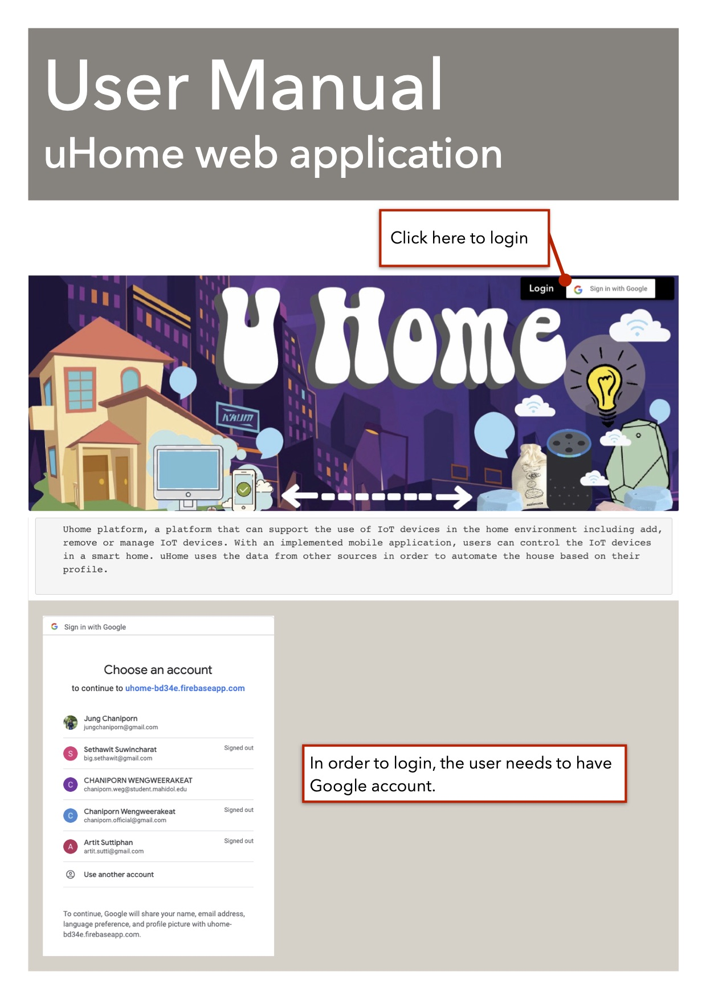 User Manual
uHome web application
Click here to login
Login
Sign in with Google
U Home
Uhome platform, a platform that can support the use of IoT devices in the home environment including add,
remove or manage IoT devices. With an implemented mobile application, users can control the IoT devices
in a smart home. uHome uses the data from other sources in order to automate the house based on their
profile.
Sign in with Google
Choose an account
to continue to uhome-bd34e.firebaseapp.com
Jung Chaniporn
jungchaniporn@gmail.com
Sethawit Suwincharat
Signed out
big.sethawit@gmail.com
S
CHANIPORN WENGWEERAKEAT
chaniporn.weg@student.mahidol.edu
C
Chaniporn Wengweerakeat
Signed out
chaniporn.official@gmail.com
C
Artit Suttiphan
Signed out
artit.sutti@gmail.com
A
Use another account
To continue, Google will share your name, email address,
language preference, and profile picture with uhome-
bd34e.firebaseapp.com.
In order to login, the user needs to have
Google account.